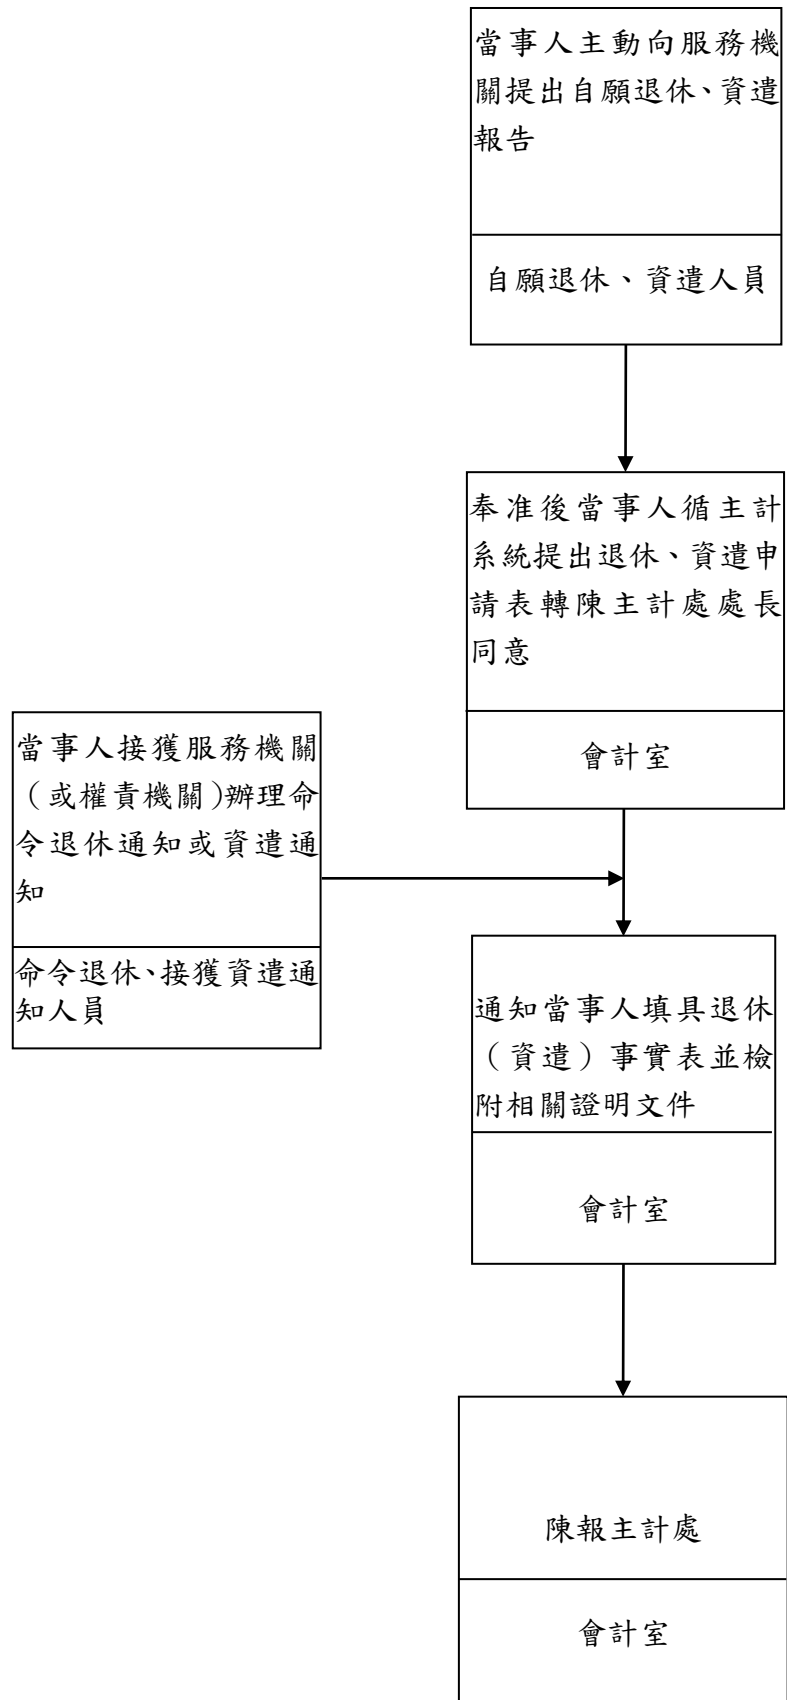 當事人主動向服務機
關提出自願退休、資遣
報告
自願退休、資遣人員
奉准後當事人循主計
系統提出退休、資遣申
請表轉陳主計處處長
同意
會計室
當事人接獲服務機關
（或權責機關)辦理命
令退休通知或資遣通
知
命令退休、接獲資遣通
知人員
通知當事人填具退休
（資遣）事實表並檢
附相關證明文件
會計室
陳報主計處
會計室